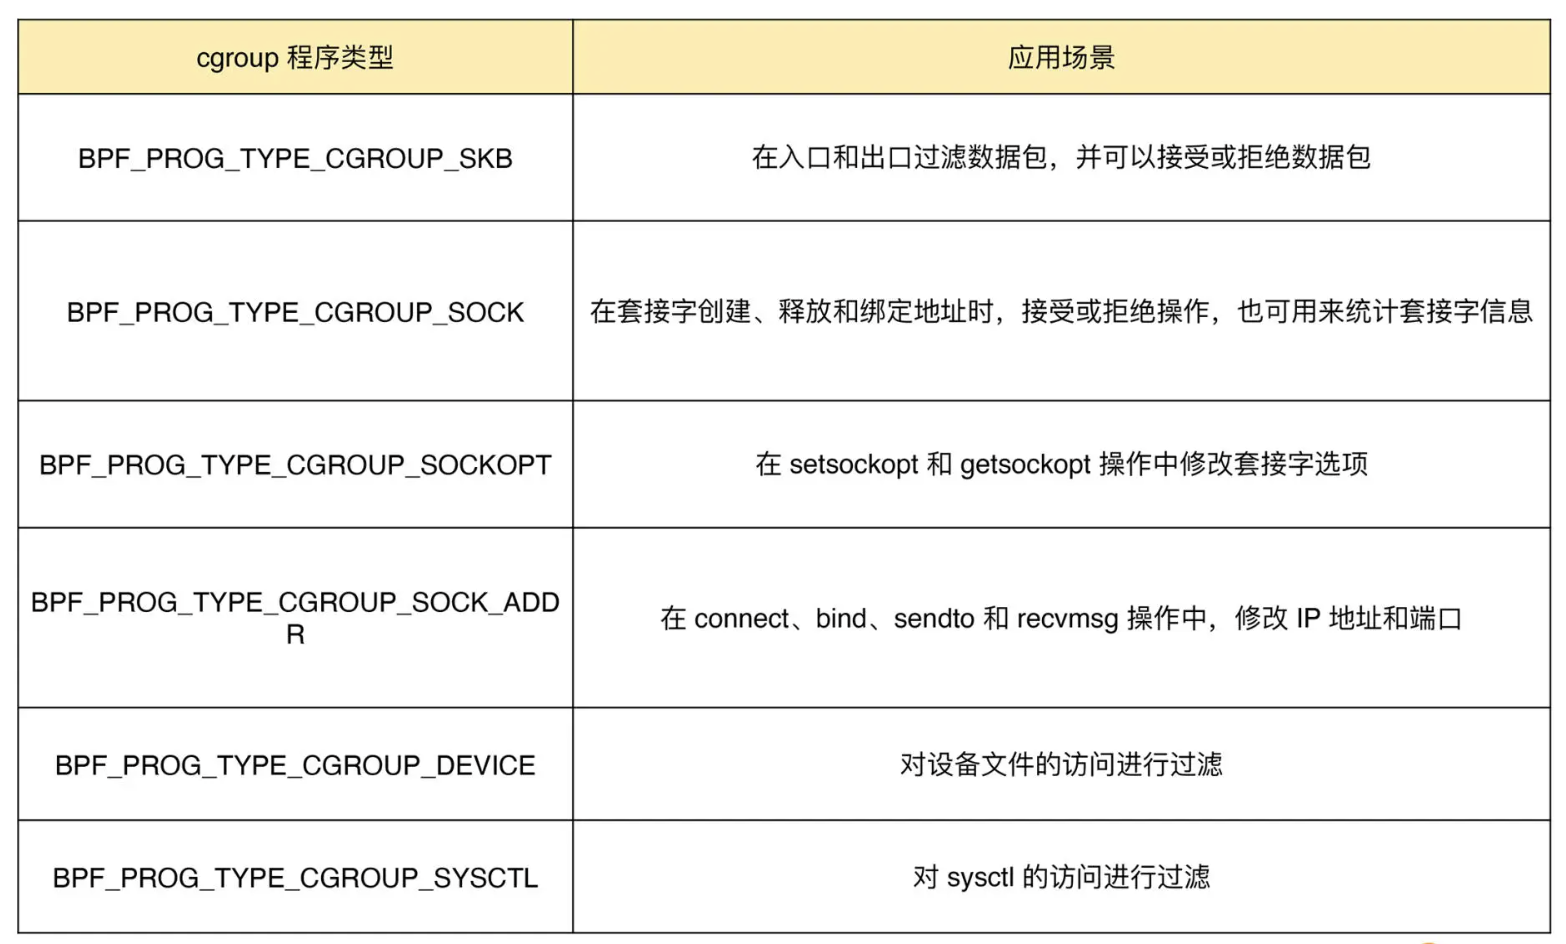 cgroup 程序类型
应用场景
BPF_PROG_TYPE_CGROUP_SKB
在入口和出口过滤数据包，并可以接受或拒绝数据包
BPF_PROG_TYPE_CGROUP_SOCK
在套接字创建、释放和绑定地址时，接受或拒绝操作，也可用来统计套接字信息
BPF_PROG_TYPE_CGROUP_SOCKOPT
在 setsockopt 和 getsockopt 操作中修改套接字选项
BPF_PROG_TYPE_CGROUP_SOCK_ADD
R
在 connect、bind、sendto 和 recvmsg 操作中，修改 IP 地址和端口
BPF_PROG_TYPE_CGROUP_DEVICE
对设备文件的访问进行过滤
BPF_PROG_TYPE_CGROUP_SYSCTL
对 sysctl 的访问进行过滤